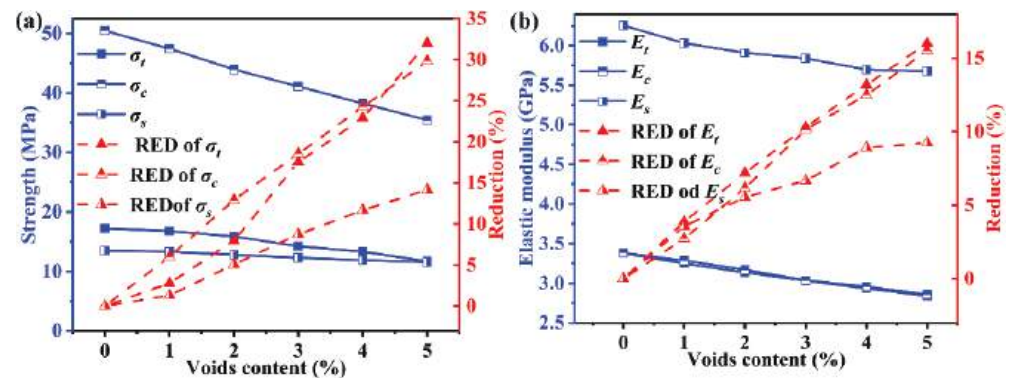 (a)
50
40
30
20
10
0
Strength (MPa)
σt
σc
σs
RED of σt
RED of σc
REDof σs
35
30
25
20
15
10
5
0
Reduction (%)
0 1 2 3 4 5
Voids content (%)
(b)
6.0
5.5
5.0
4.5
4.0
3.5
3.0
2.5
Elastic modulus (GPa)
Et
Ec
Es
RED of Et
RED of Ec
RED od Es
15
10
5
0
Reduction (%)
0 1 2 3 4 5
Voids content (%)